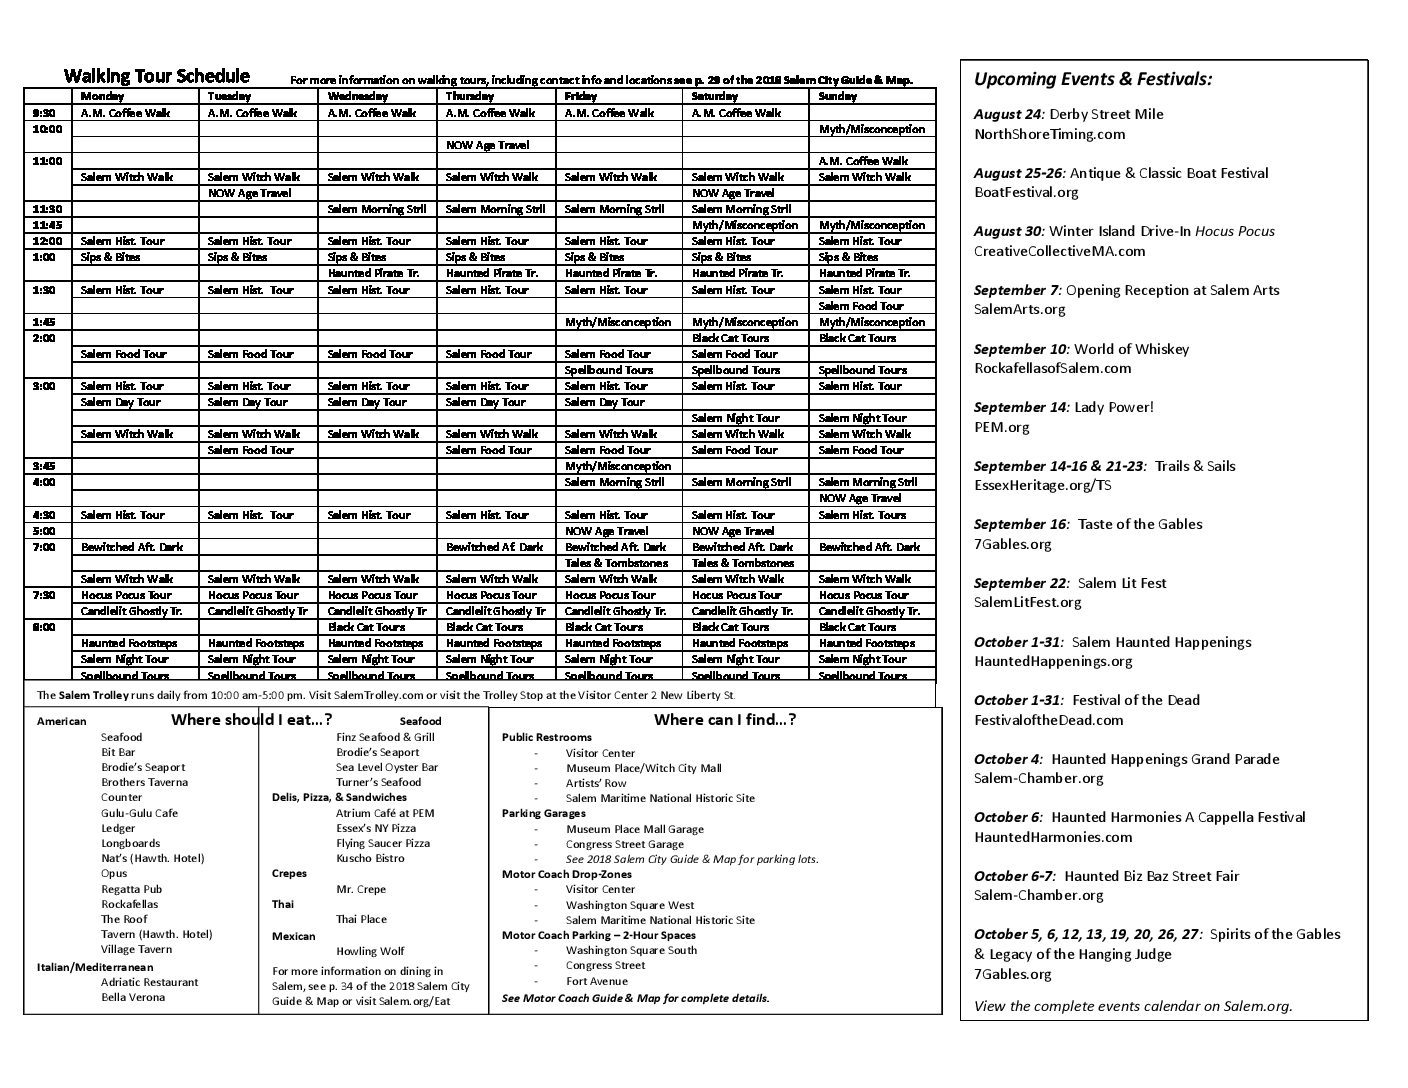 Walking Tour Schedule For more information on walking tours, including contact info and locations see p. 29 of the 2018 Salem City Guide & Map.
Monday Tuesday Wednesday Thursday Friday Saturday Sunday
9:30 A.M. Coffee Walk A.M. Coffee Walk A.M. Coffee Walk A.M. Coffee Walk A.M. Coffee Walk A.M. Coffee Walk
10:00 Myth/Misconception
NOW Age Travel
11:00 A.M. Coffee Walk
Salem Witch Walk Salem Witch Walk Salem Witch Walk Salem Witch Walk Salem Witch Walk Salem Witch Walk Salem Witch Walk
NOW Age Travel NOW Age Travel
11:30 Salem Morning Strll Salem Morning Strll Salem Morning Strll Salem Morning Strll
11:45 Myth/Misconception Myth/Misconception
12:00 Salem Hist. Tour Salem Hist. Tour Salem Hist. Tour Salem Hist. Tour Salem Hist. Tour Salem Hist. Tour Salem Hist. Tour
1:00 Sips & Bites Sips & Bites Sips & Bites Sips & Bites Sips & Bites Sips & Bites Sips & Bites
Haunted Pirate Tr. Haunted Pirate Tr. Haunted Pirate Tr. Haunted Pirate Tr. Haunted Pirate Tr.
1:30 Salem Hist. Tour Salem Hist. Tour Salem Hist. Tour Salem Hist. Tour Salem Hist. Tour Salem Hist. Tour Salem Hist. Tour
Salem Food Tour
1:45 Myth/Misconception Myth/Misconception Myth/Misconception
2:00 Black Cat Tours Black Cat Tours
Salem Food Tour Salem Food Tour Salem Food Tour Salem Food Tour Salem Food Tour Salem Food Tour
Spellbound Tours Spellbound Tours Spellbound Tours
3:00 Salem Hist. Tour Salem Hist. Tour Salem Hist. Tour Salem Hist. Tour Salem Hist. Tour Salem Hist. Tour Salem Hist. Tour
Salem Day Tour Salem Day Tour Salem Day Tour Salem Day Tour Salem Day Tour
Salem Night Tour Salem Night Tour
Salem Witch Walk Salem Witch Walk Salem Witch Walk Salem Witch Walk Salem Witch Walk Salem Witch Walk Salem Witch Walk
Salem Food Tour Salem Food Tour Salem Food Tour Salem Food Tour Salem Food Tour
3:45 Myth/Misconception
4:00 Salem Morning Strll Salem Morning Strll Salem Morning Strll
NOW Age Travel
4:30 Salem Hist. Tour Salem Hist. Tour Salem Hist. Tour Salem Hist. Tour Salem Hist. Tour Salem Hist. Tour Salem Hist. Tours
5:00 NOW Age Travel NOW Age Travel
7:00 Bewitched Aft. Dark Bewitched Af. Dark Bewitched Aft. Dark Bewitched Aft. Dark Bewitched Aft. Dark
Tales & Tombstones Tales & Tombstones
Salem Witch Walk Salem Witch Walk Salem Witch Walk Salem Witch Walk Salem Witch Walk Salem Witch Walk Salem Witch Walk
7:30 Hocus Pocus Tour Hocus Pocus Tour Hocus Pocus Tour Hocus Pocus Tour Hocus Pocus Tour Hocus Pocus Tour Hocus Pocus Tour
Candlelit Ghostly Tr. Candlelit Ghostly Tr Candlelit Ghostly Tr Candlelit Ghostly Tr Candlelit Ghostly Tr. Candlelit Ghostly Tr. Candlelit Ghostly Tr.
8:00 Black Cat Tours Black Cat Tours Black Cat Tours Black Cat Tours Black Cat Tours
Haunted Footsteps Haunted Footsteps Haunted Footsteps Haunted Footsteps Haunted Footsteps Haunted Footsteps Haunted Footsteps
Salem Night Tour Salem Night Tour Salem Night Tour Salem Night Tour Salem Night Tour Salem Night Tour Salem Night Tour
Spellbound Tours Spellbound Tours Spellbound Tours Spellbound Tours Spellbound Tours Spellbound Tours Spellbound Tours
The Salem Trolley runs daily from 10:00 am-5:00 pm. Visit SalemTrolley.com or visit the Trolley Stop at the Visitor Center 2 New Liberty St.
Where should I eat...?
American
Seafood
Bit Bar
Brodie's Seaport
Brothers Taverna
Counter
Gulu-Gulu Cafe
Ledger
Longboards
Nat's (Hawth. Hotel)
Opus
Regatta Pub
Rockafellas
The Roof
Tavern (Hawth. Hotel)
Village Tavern
Italian/Mediterranean
Adriatic Restaurant
Bella Verona
Seafood
Finz Seafood & Grill
Brodie's Seaport
Sea Level Oyster Bar
Turner's Seafood
Delis, Pizza, & Sandwiches
Atrium Café at PEM
Essex's NY Pizza
Flying Saucer Pizza
Kuscho Bistro
Crepes
Mr. Crepe
Thai
Thai Place
Mexican
Howling Wolf
For more information on dining in
Salem, see p. 34 of the 2018 Salem City
Guide & Map or visit Salem.org/Eat
Where can I find...?
Public Restrooms
- Visitor Center
- Museum Place/Witch City Mall
- Artists' Row
- Salem Maritime National Historic Site
Parking Garages
- Museum Place Mall Garage
- Congress Street Garage
- See 2018 Salem City Guide & Map for parking lots.
Motor Coach Drop-Zones
- Visitor Center
- Washington Square West
- Salem Maritime National Historic Site
Motor Coach Parking – 2-Hour Spaces
- Washington Square South
- Congress Street
- Fort Avenue
See Motor Coach Guide & Map for complete details.
Upcoming Events & Festivals:
August 24: Derby Street Mile
NorthShoreTiming.com
August 25-26: Antique & Classic Boat Festival
BoatFestival.org
August 30: Winter Island Drive-In Hocus Pocus
CreativeCollectiveMA.com
September 7: Opening Reception at Salem Arts
SalemArts.org
September 10: World of Whiskey
RockafellasofSalem.com
September 14: Lady Power!
PEM.org
September 14-16 & 21-23: Trails & Sails
EssexHeritage.org/TS
September 16: Taste of the Gables
7Gables.org
September 22: Salem Lit Fest
SalemLitFest.org
October 1-31: Salem Haunted Happenings
HauntedHappenings.org
October 1-31: Festival of the Dead
FestivaloftheDead.com
October 4: Haunted Happenings Grand Parade
Salem-Chamber.org
October 6: Haunted Harmonies A Cappella Festival
HauntedHarmonies.com
October 6-7: Haunted Biz Baz Street Fair
Salem-Chamber.org
October 5, 6, 12, 13, 19, 20, 26, 27: Spirits of the Gables
& Legacy of the Hanging Judge
7Gables.org
View the complete events calendar on Salem.org.